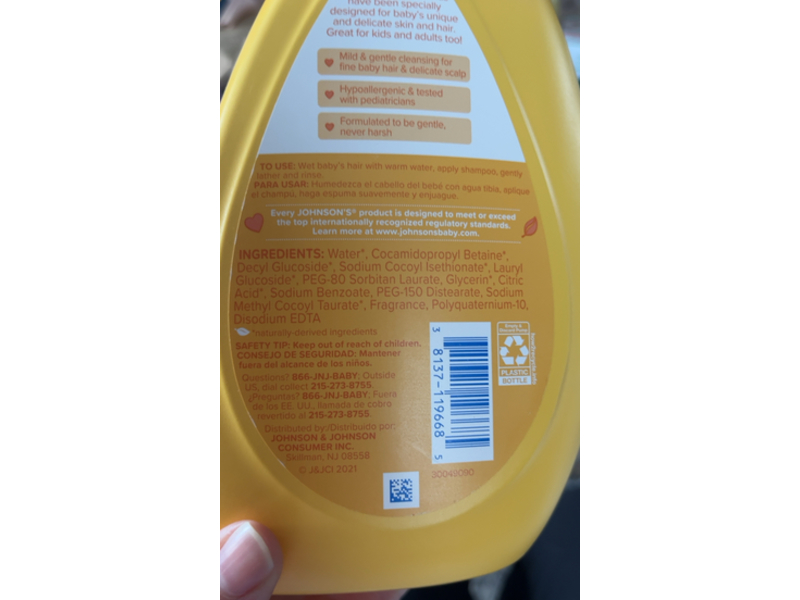 have been specially
designed for baby's unique
and delicate skin and hair.
Great for kids and adults too!
Mild & gentle cleansing for
fine baby hair & delicate scalp
Hypoallergenic & tested
with pediatricians
Formulated to be gentle,
never harsh
TO USE: Wet baby's hair with warm water, apply shampoo, gently
lather and rinse.
PARA USAR: Humedezca el cabello del bebé con agua tibia, aplique
el champú, haga espuma suavemente y enjuague.
Every JOHNSON'S® product is designed to meet or exceed
the top internationally recognized regulatory standards.
Learn more at www.johnsonsbaby.com.
INGREDIENTS: Water*, Cocamidopropyl Betaine*,
Decyl Glucoside*, Sodium Cocoyl Isethionate*, Lauryl
Glucoside*, PEG-80 Sorbitan Laurate, Glycerin*, Citric
Acid*, Sodium Benzoate, PEG-150 Distearate, Sodium
Methyl Cocoyl Taurate*, Fragrance, Polyquaternium-10,
Disodium EDTA
*naturally-derived ingredients
SAFETY TIP: Keep out of reach of children.
CONSEJO DE SEGURIDAD: Mantener
fuera del alcance de los niños.
Questions? 866-JNJ-BABY; Outside
US, dial collect 215-273-8755.
¿Preguntas? 866-JNJ-BABY; Fuera
de los EE. UU., llamada de cobro
revertido al 215-273-8755.
Distributed by/Distribuido por:
JOHNSON & JOHNSON
CONSUMER INC.
Skillman, NJ 08558
© J&JCI 2021
3 8137-119668 5
PLASTIC
BOTTLE
30040090